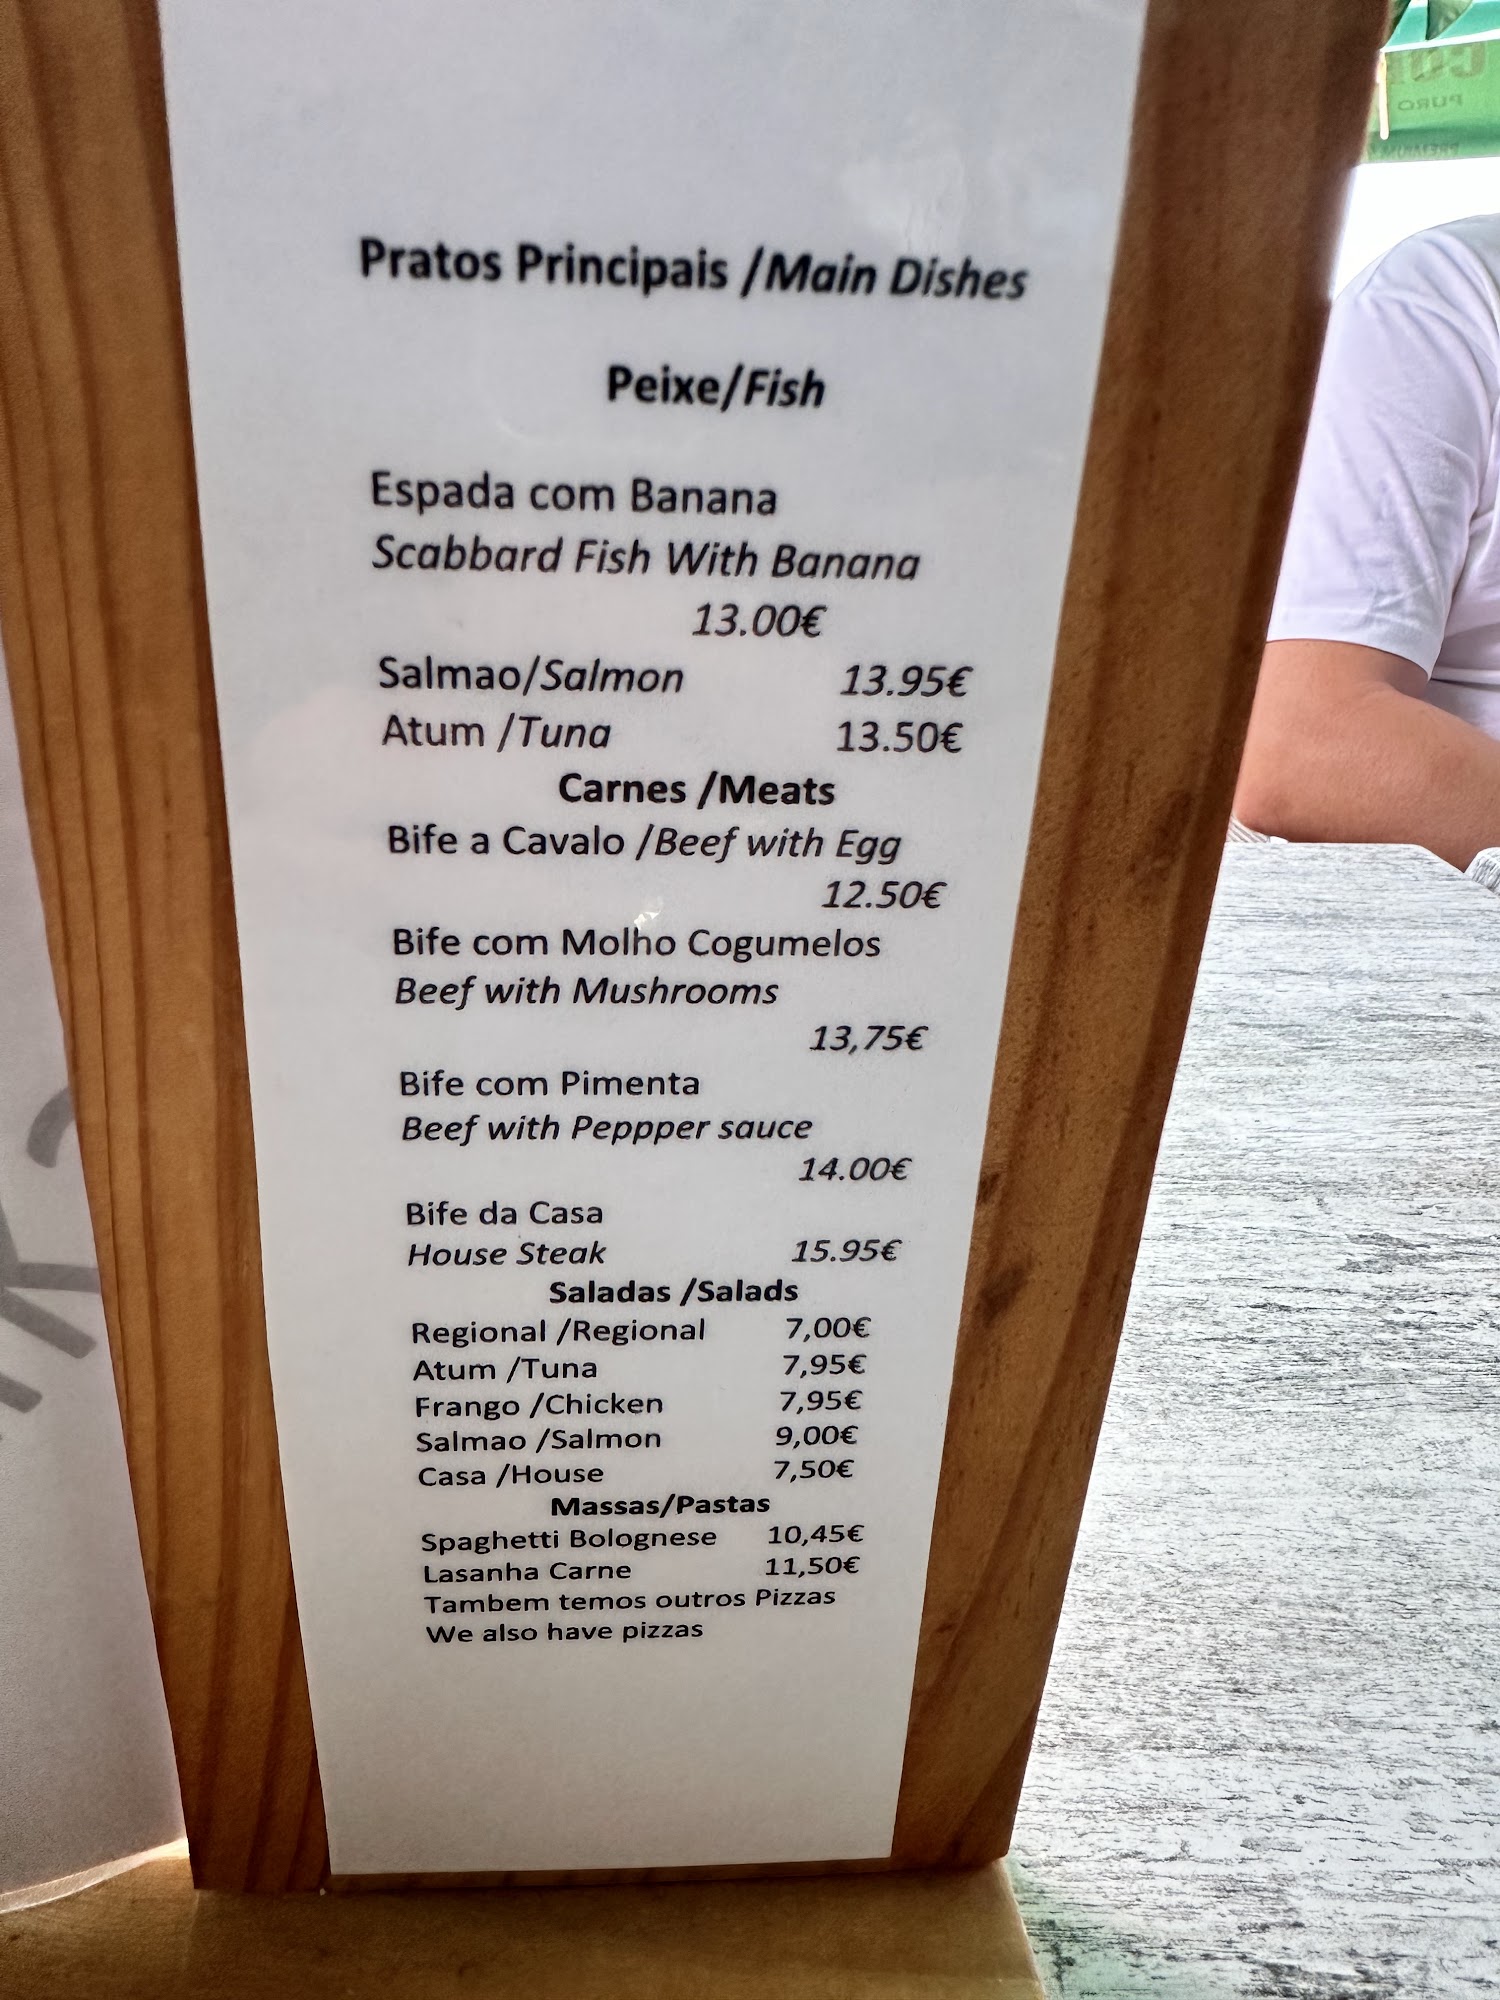 Pratos Principais /Main Dishes
Peixe/Fish
Espada com Banana
Scabbard Fish With Banana
13.00€
Salmao/Salmon 13.95€
Atum /Tuna 13.50€
Carnes /Meats
Bife a Cavalo /Beef with Egg
12.50€
Bife com Molho Cogumelos
Beef with Mushrooms
13,75€
Bife com Pimenta
Beef with Peppper sauce
14.00€
Bife da Casa
House Steak 15.95€
Saladas /Salads
Regional /Regional 7,00€
Atum /Tuna 7,95€
Frango /Chicken 7,95€
Salmao /Salmon 9,00€
Casa /House 7,50€
Massas/Pastas
Spaghetti Bolognese 10,45€
Lasanha Carne 11,50€
Tambem temos outros Pizzas
We also have pizzas
PURO